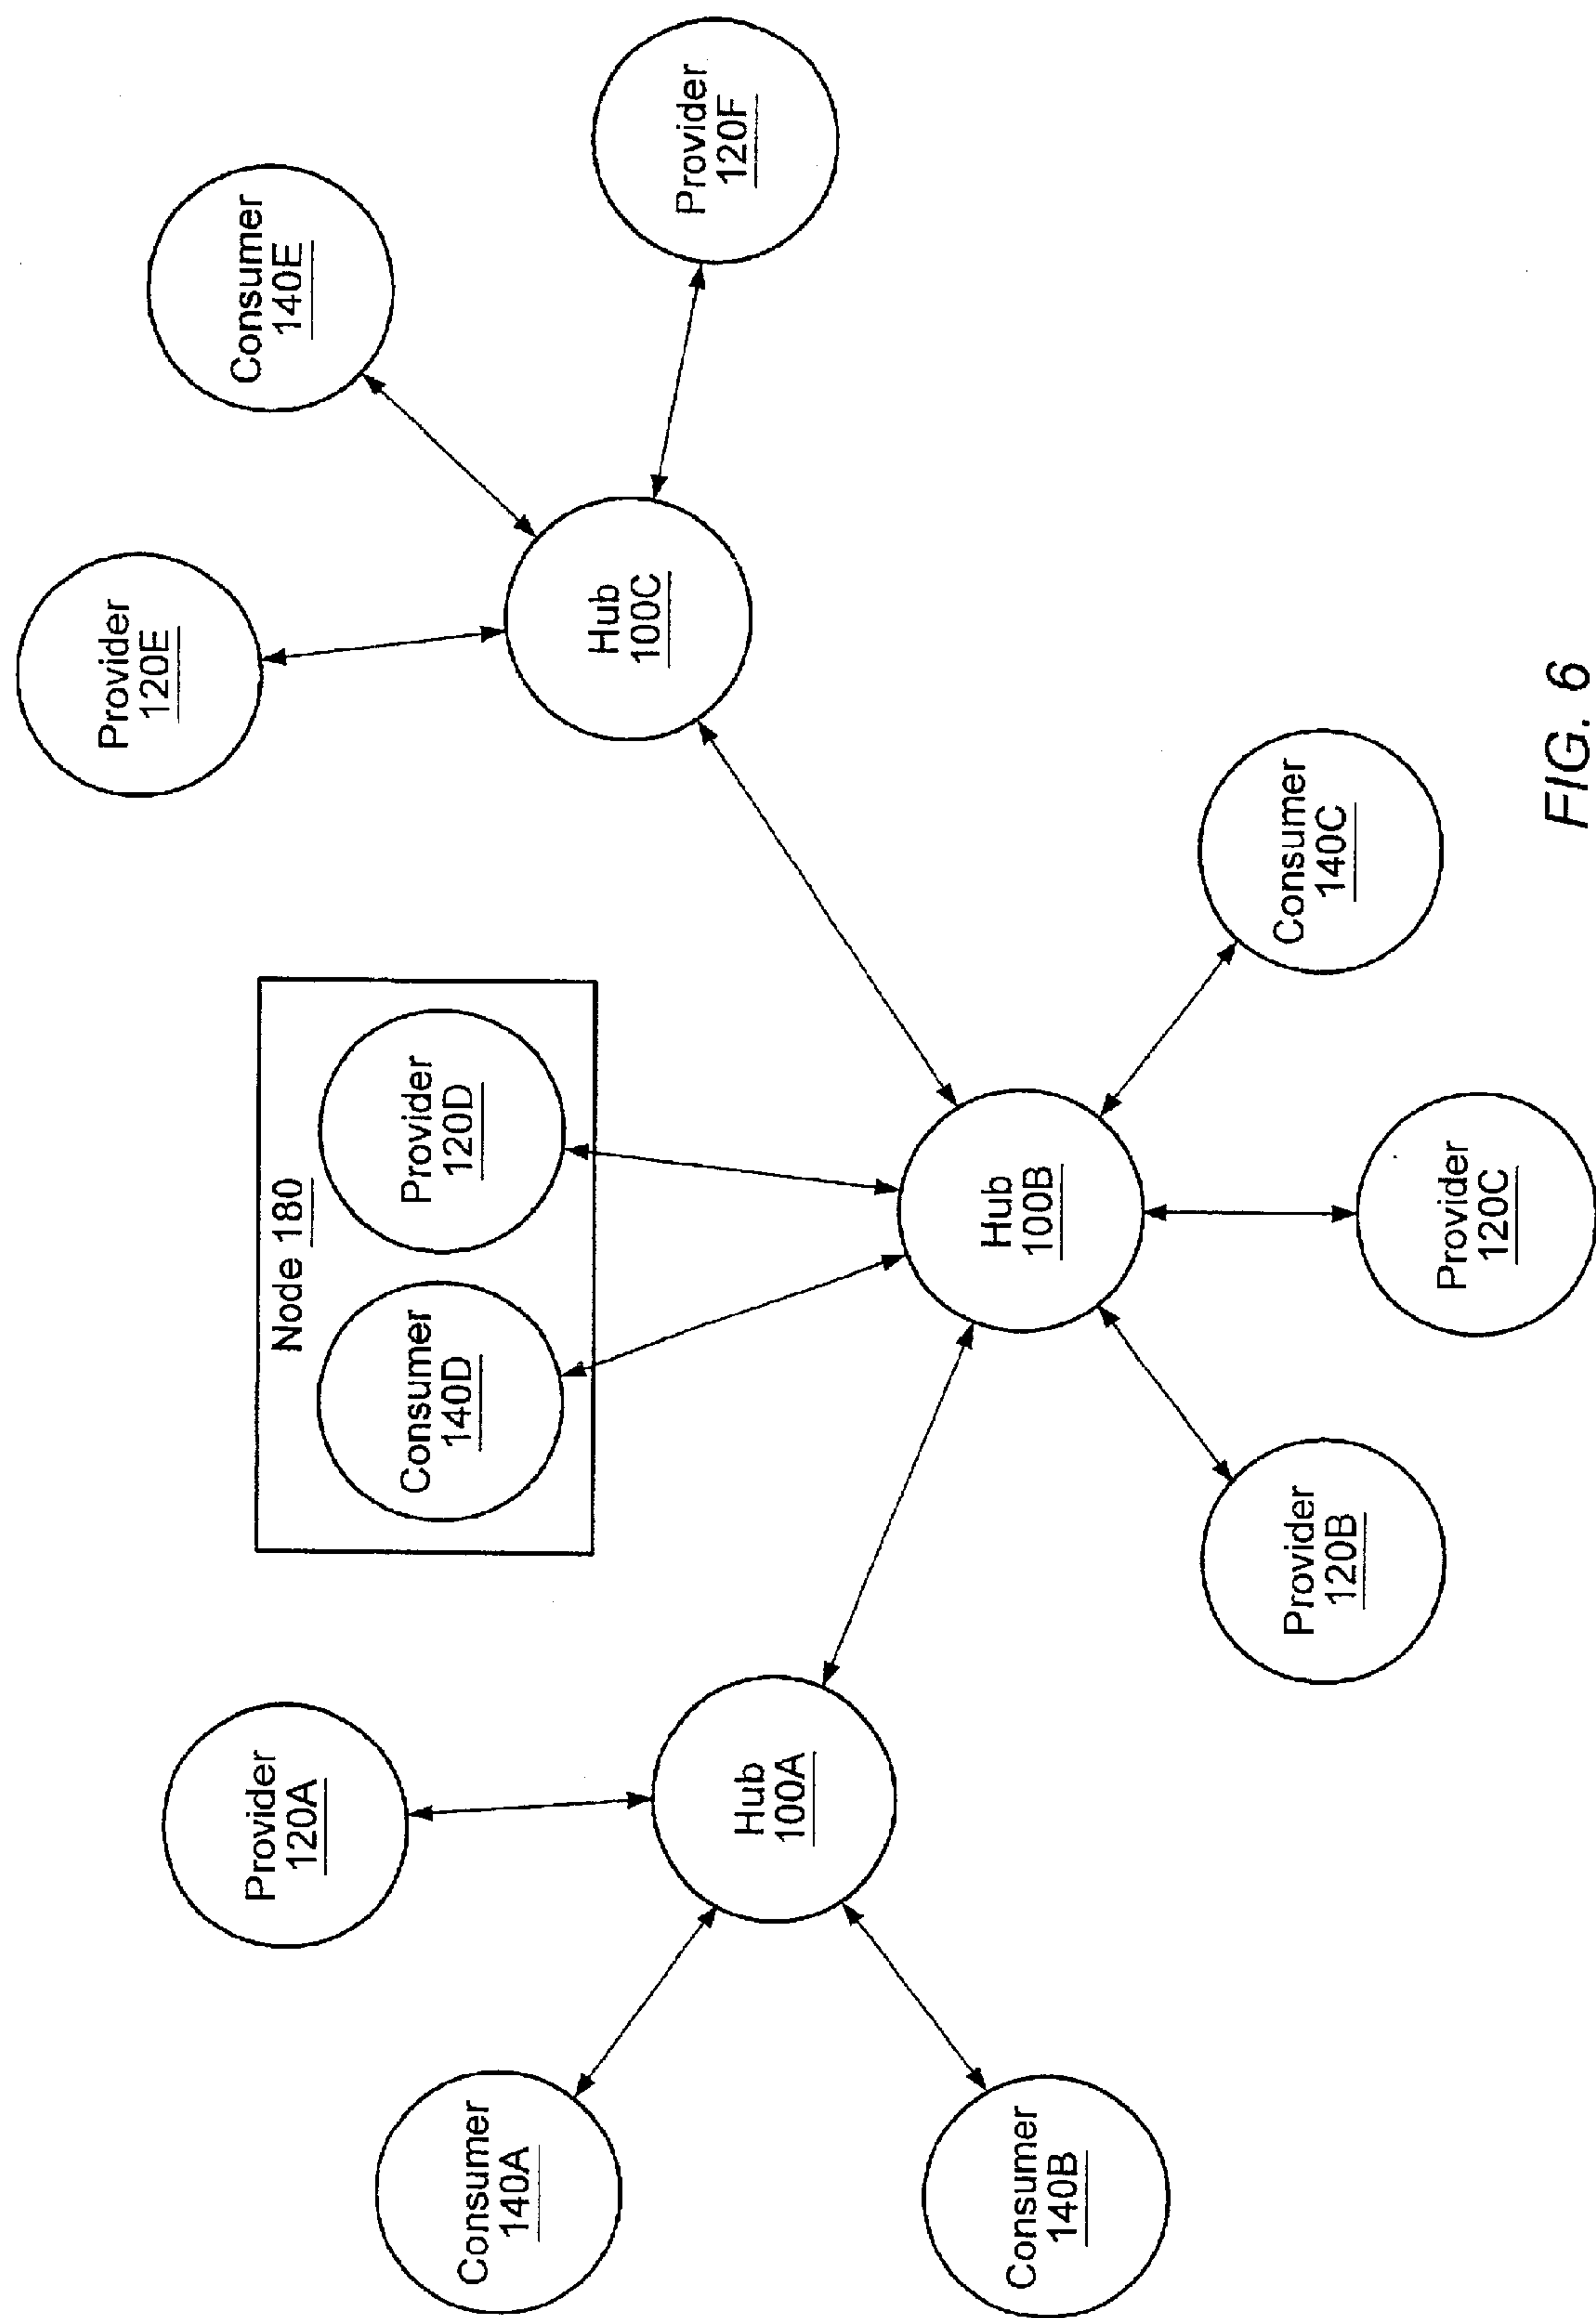 Consumer
140A
Consumer
140B
Provider
120A
Hub
100A
Node 180
Consumer
140D
Provider
120D
Hub
100B
Provider
120B
Provider
120C
Consumer
140C
Provider
120E
Hub
100C
Consumer
140E
Provider
120F
FIG. 6